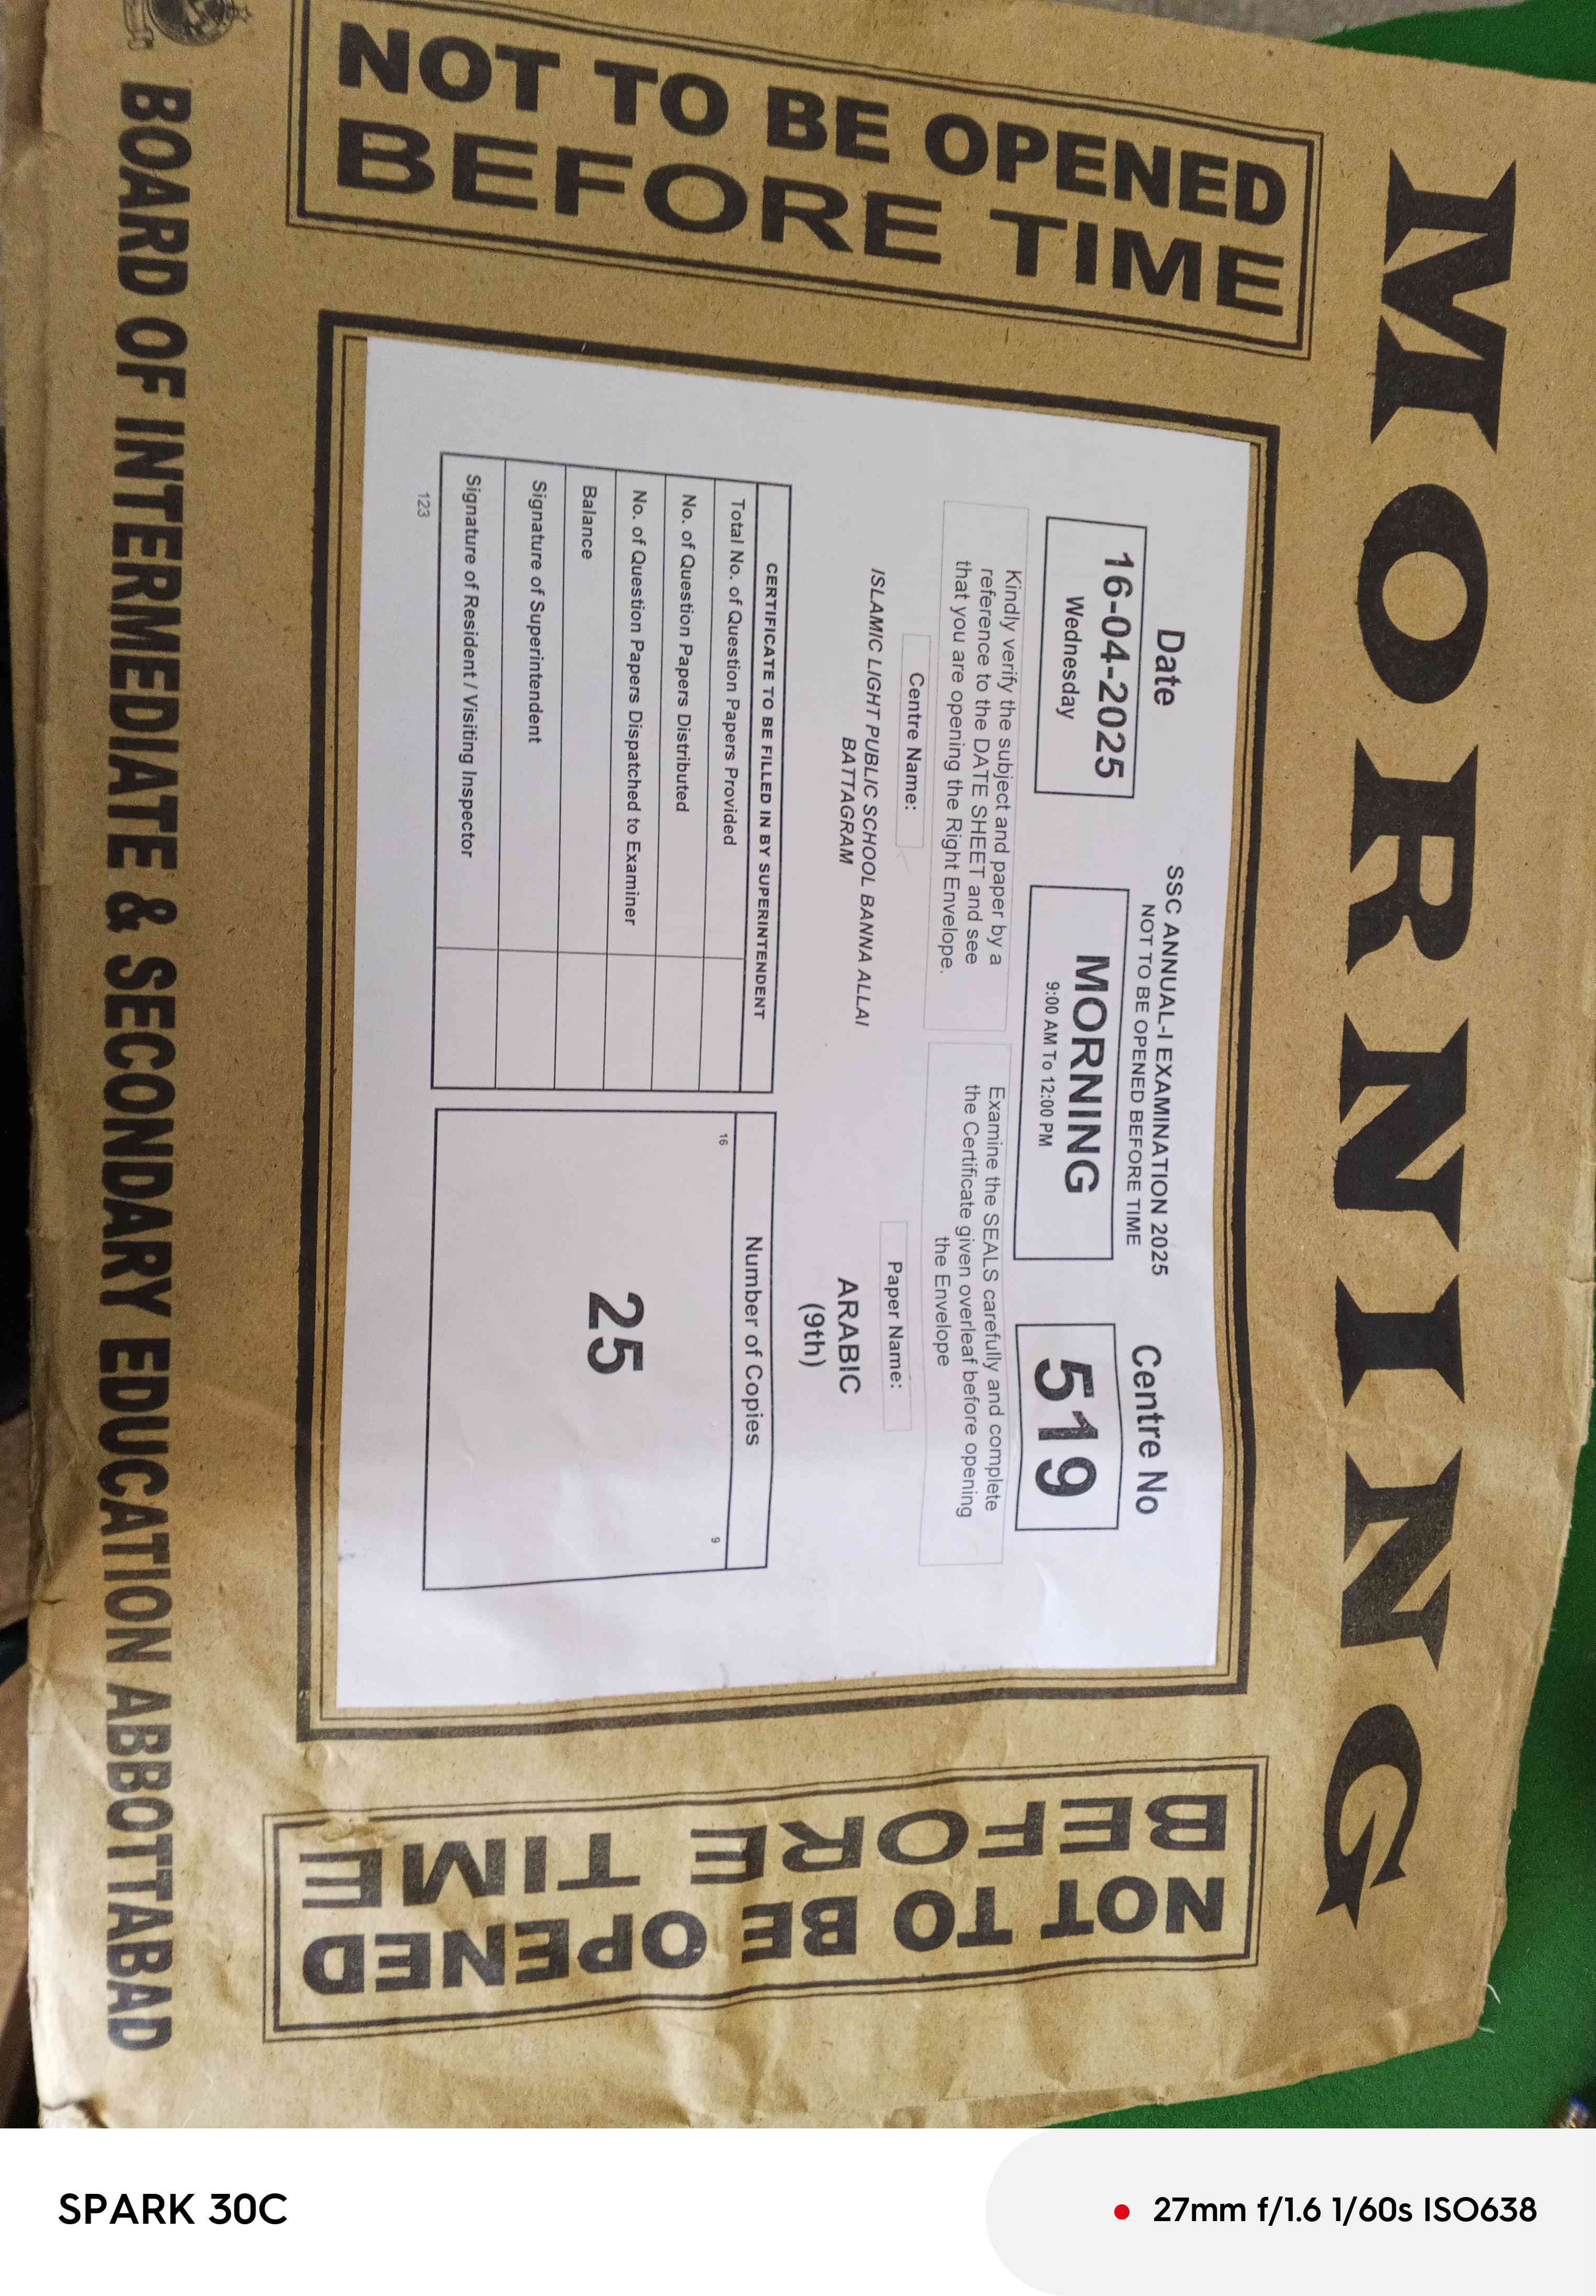 MORNING
NOT TO BE OPENED
BEFORE TIME
Date
16-04-2025
Wednesday
SSC ANNUAL-I EXAMINATION 2025
NOT TO BE OPENED BEFORE TIME
MORNING
9:00 AM To 12:00 PM
Centre No
519
Kindly verify the subject and paper by a
reference to the DATE SHEET and see
that you are opening the Right Envelope.
Examine the SEALS carefully and complete
the Certificate given overleaf before opening
the Envelope
Centre Name:
ISLAMIC LIGHT PUBLIC SCHOOL BANNA ALLAI
BATTAGRAM
Paper Name:
ARABIC
(9th)
CERTIFICATE TO BE FILLED IN BY SUPERINTENDENT
Total No. of Question Papers Provided
No. of Question Papers Distributed
No. of Question Papers Dispatched to Examiner
Balance
Signature of Superintendent
Signature of Resident / Visiting Inspector
123
Number of Copies
16
9
25
NOT TO BE OPENED
BEFORE TIME
BOARD OF INTERMEDIATE & SECONDARY EDUCATION ABBOTTABAD
SPARK 30C
27mm f/1.6 1/60s ISO638